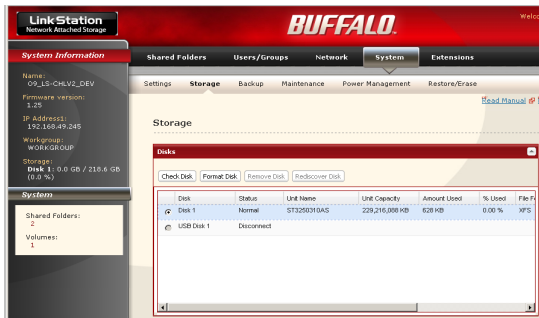 LinkStation
Network Attached Storage
BUFFALO
System Information
Shared Folders Users/Groups Network System Extensions
Name:
09_LS-CHLV2_DEV
Firmware version:
1.25
IP Address1:
192.168.49.245
Workgroup:
WORKGROUP
Storage:
Disk 1: 0.0 GB / 218.6 GB
(0.0 %)
System
Shared Folders:
2
Volumes:
1
Settings Storage Backup Maintenance Power Management Restore/Erase
Read Manual
Storage
Disks
Check Disk Format Disk Remove Disk Rediscover Disk
Disk Status Unit Name Unit Capacity Amount Used % Used File
Disk 1 Normal ST3250310AS 229,216,088 KB 628 KB 0.00 % XFS
USB Disk 1 Disconnect